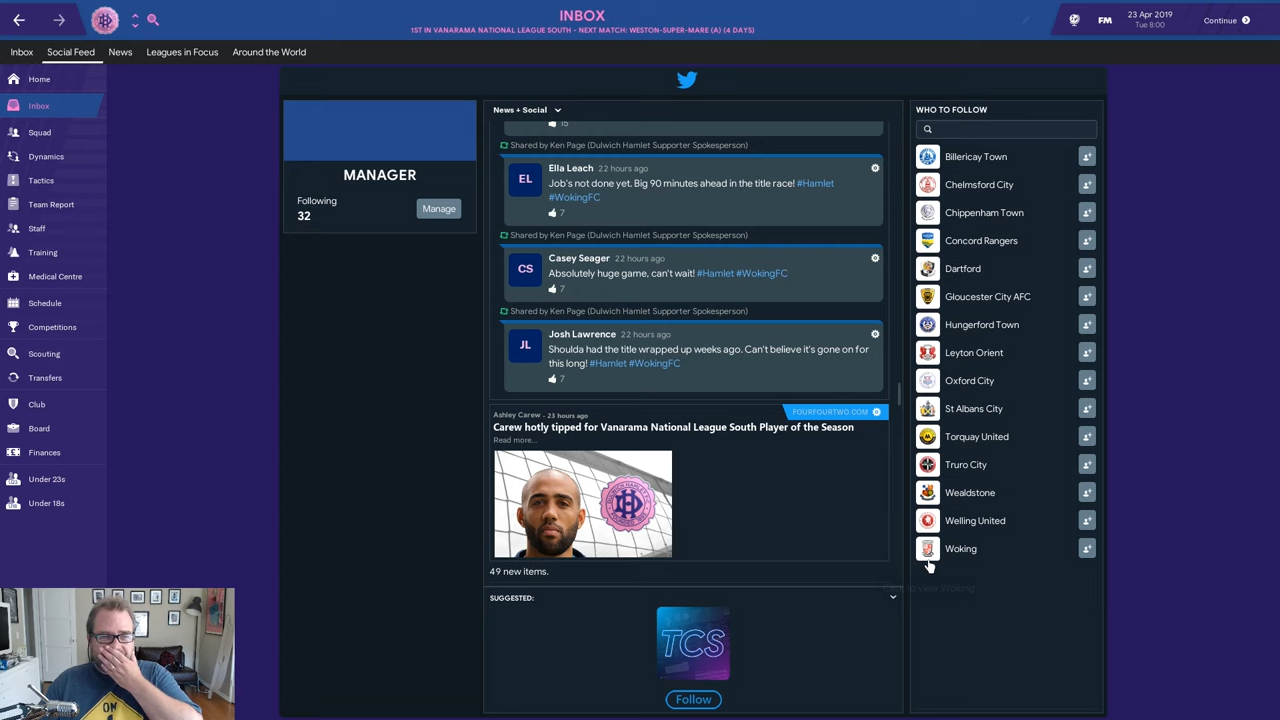 INBOX
1ST IN VANARAMA NATIONAL LEAGUE SOUTH - NEXT MATCH: WESTON-SUPER-MARE (A) (4 DAYS)
FM
23 Apr 2019
Tue 8:00
Continue
Inbox
Social Feed
News
Leagues in Focus
Around the World
Home
Inbox
Squad
Dynamics
Tactics
Team Report
Staff
Training
Medical Centre
Schedule
Competitions
Scouting
Transfers
Club
Board
Finances
Under 23s
Under 18s
MANAGER
Following
32
Manage
News + Social
15
Shared by Ken Page (Dulwich Hamlet Supporter Spokesperson)
EL
Ella Leach 22 hours ago
Job's not done yet. Big 90 minutes ahead in the title race! #Hamlet
#WokingFC
7
Shared by Ken Page (Dulwich Hamlet Supporter Spokesperson)
CS
Casey Seager 22 hours ago
Absolutely huge game, can't wait! #Hamlet #WokingFC
7
Shared by Ken Page (Dulwich Hamlet Supporter Spokesperson)
JL
Josh Lawrence 22 hours ago
Shoulda had the title wrapped up weeks ago. Can't believe it's gone on for
this long! #Hamlet #WokingFC
7
Ashley Carew - 23 hours ago
FOURFOURTWO.COM
Carew hotly tipped for Vanarama National League South Player of the Season
Read more...
49 new items.
SUGGESTED:
TCS
Follow
WHO TO FOLLOW
Billericay Town
Chelmsford City
Chippenham Town
Concord Rangers
Dartford
Gloucester City AFC
Hungerford Town
Leyton Orient
Oxford City
St Albans City
Torquay United
Truro City
Wealdstone
Welling United
Woking
Click to view Woking